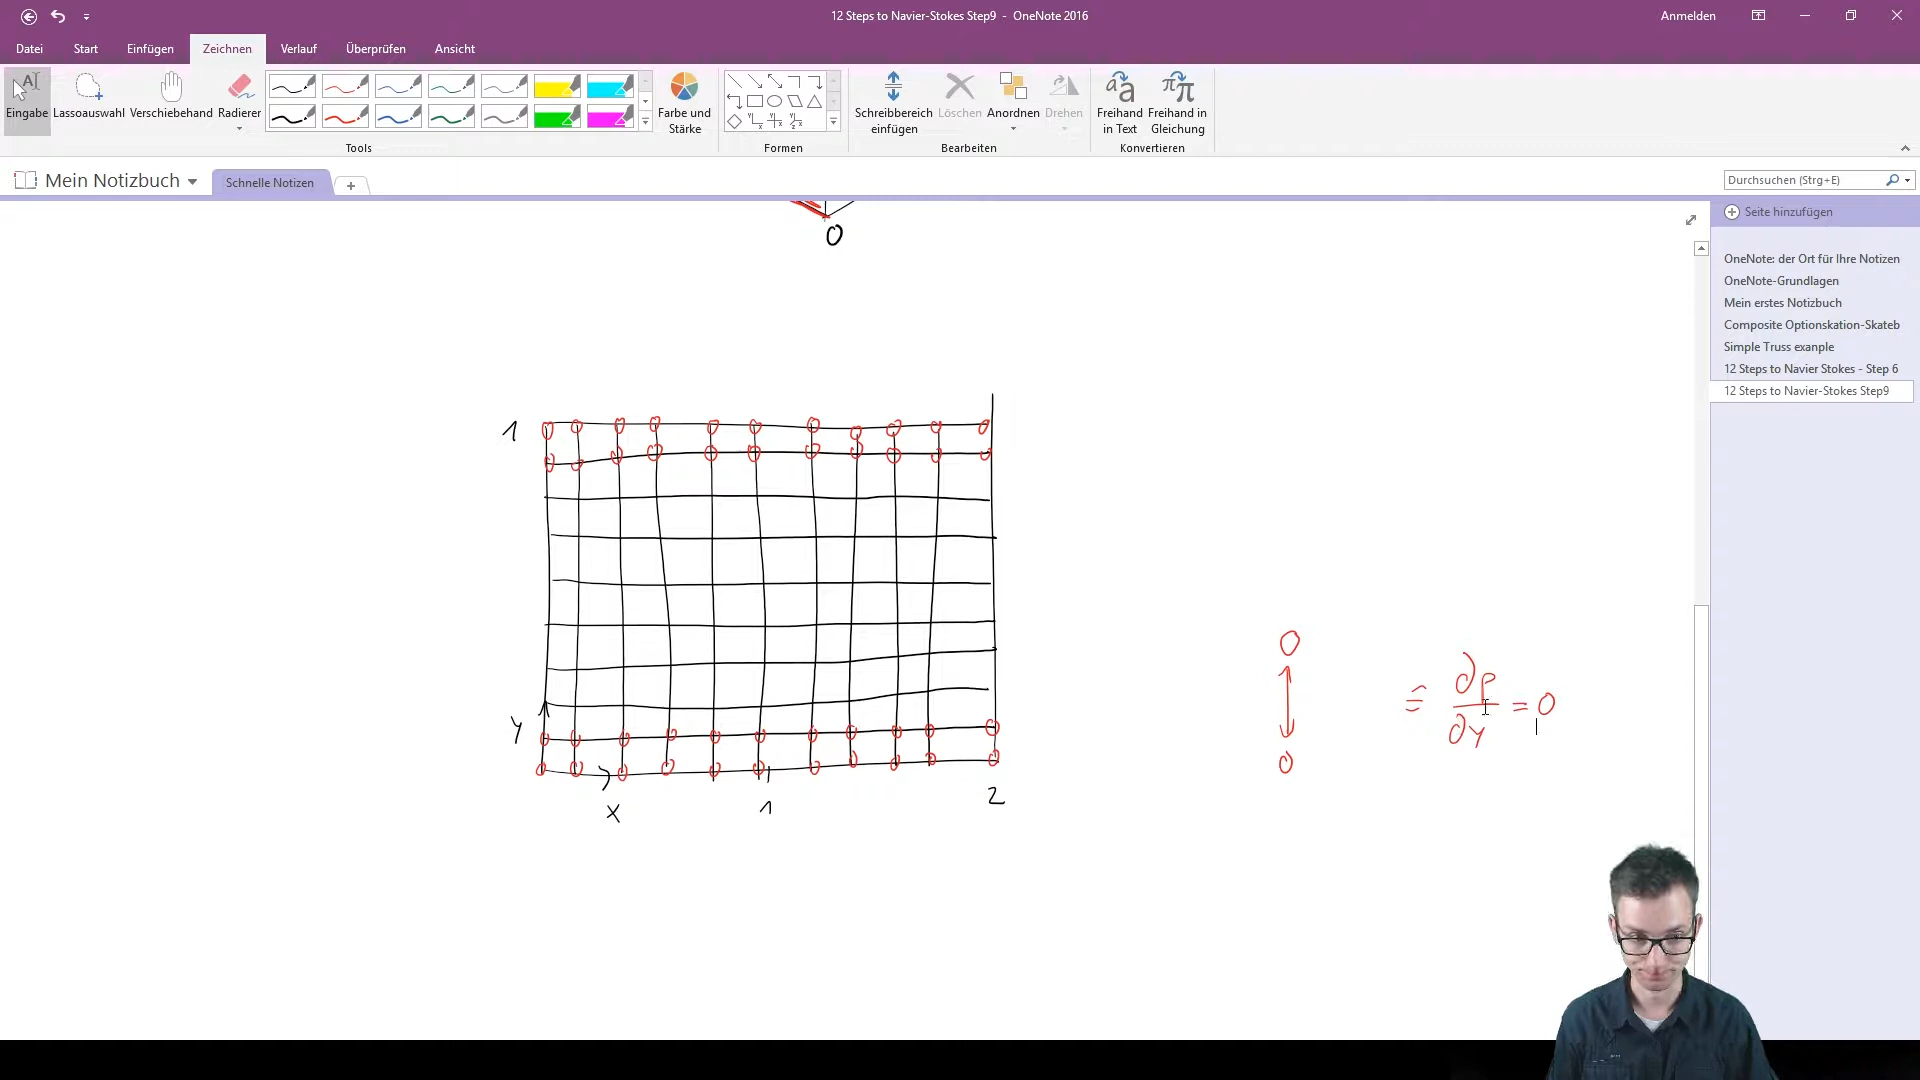 12 Steps to Navier-Stokes Step9 - OneNote 2016
Anmelden
Datei Start Einfügen Zeichnen Verlauf Überprüfen Ansicht
Eingabe Lassoauswahl Verschiebehand Radierer
Farbe und
Stärke
Schreibbereich
einfügen
Löschen Anordnen Drehen
Freihand
in Text
Freihand in
Gleichung
Tools Formen Bearbeiten Konvertieren
Mein Notizbuch Schnelle Notizen
Durchsuchen (Strg+E)
Seite hinzufügen
OneNote: der Ort für Ihre Notizen
OneNote-Grundlagen
Mein erstes Notizbuch
Composite Optionskation-Skateb
Simple Truss exanple
12 Steps to Navier Stokes - Step 6
12 Steps to Navier-Stokes Step9
0
1
y
x
1
2
0
0
≙ ∂p/∂y = 0